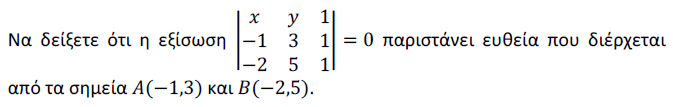 Να δείξετε ότι η εξίσωση |x y 1; −1 3 1; −2 5 1| = 0 παριστάνει ευθεία που διέρχεται
από τα σημεία A(−1,3) και B(−2,5).